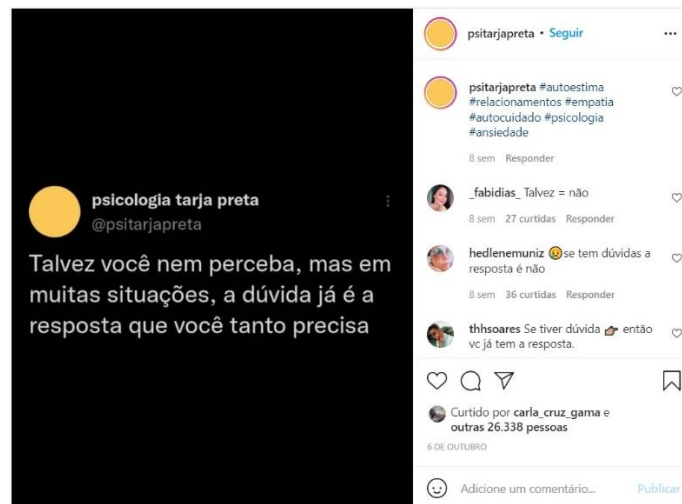 psicologia tarja preta
@psitarjapreta
Talvez você nem perceba, mas em
muitas situações, a dúvida já é a
resposta que você tanto precisa
psitarjapreta • Seguir
psitarjapreta #autoestima
#relacionamentos #empatia
#autocuidado #psicologia
#ansiedade
8 sem Responder
_fabidias_ Talvez = não
8 sem 27 curtidas Responder
hedlenemuniz 😥se tem dúvidas a
resposta é não
8 sem 36 curtidas Responder
thhsoares Se tiver dúvida 👉🏽 então
vc já tem a resposta.
Curtido por carla_cruz_gama e
outras 26.338 pessoas
6 DE OUTUBRO
Adicione um comentário... Publicar